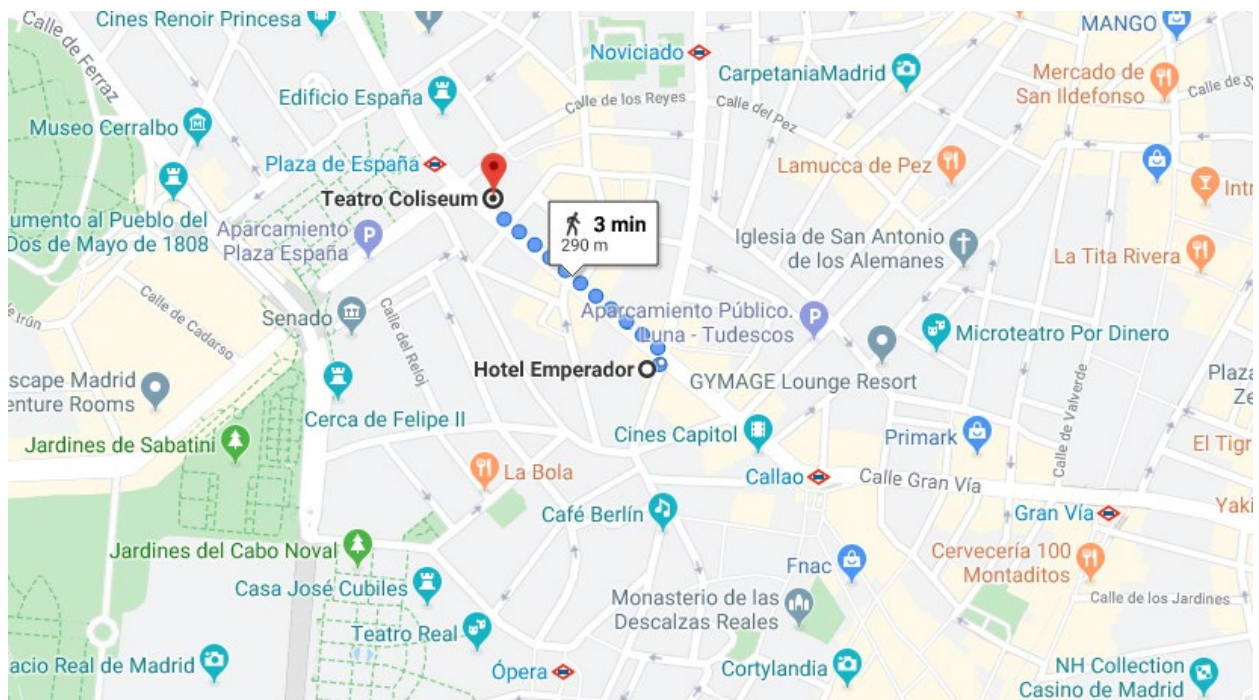 Cines Renoir Princesa
MANGO
Calle de Ferraz
Noviciado
CarpetaniaMadrid
Mercado de
San Ildefonso
Edificio España
Calle de los Reyes
Calle del Pez
Calle de
Museo Cerralbo
Plaza de España
Lamucca de Pez
Teatro Coliseum
3 min
290 m
umento al Pueblo del
Dos de Mayo de 1808
Aparcamiento
Plaza España
Iglesia de San Antonio
de los Alemanes
La Tita Rivera
Calle de Cadarso
Irún
Senado
Calle del Reloj
Aparcamiento Público.
Luna - Tudescos
Microteatro Por Dinero
Hotel Emperador
GYMAGE Lounge Resort
scape Madrid
enture Rooms
Cerca de Felipe II
Calle de Valverde
Plaza
Jardines de Sabatini
Cines Capitol
Primark
El Tigr
La Bola
Callao
Calle Gran Vía
Café Berlín
Gran Vía
Yaki
Jardines del Cabo Noval
Fnac
Cervecería 100
Montaditos
Casa José Cubiles
Monasterio de las
Descalzas Reales
Calle de los Jardines
Teatro Real
acio Real de Madrid
Ópera
Cortylandia
NH Collection
Casino de Madrid